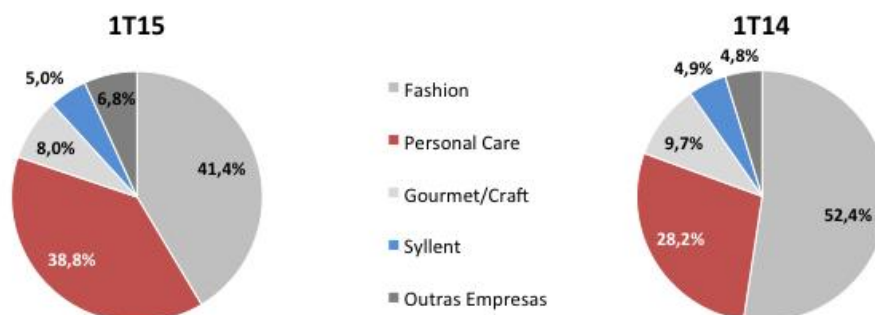 1T15
5,0%
6,8%
8,0%
41,4%
38,8%
Fashion
Personal Care
Gourmet/Craft
Syllent
Outras Empresas
1T14
4,8%
4,9%
9,7%
52,4%
28,2%